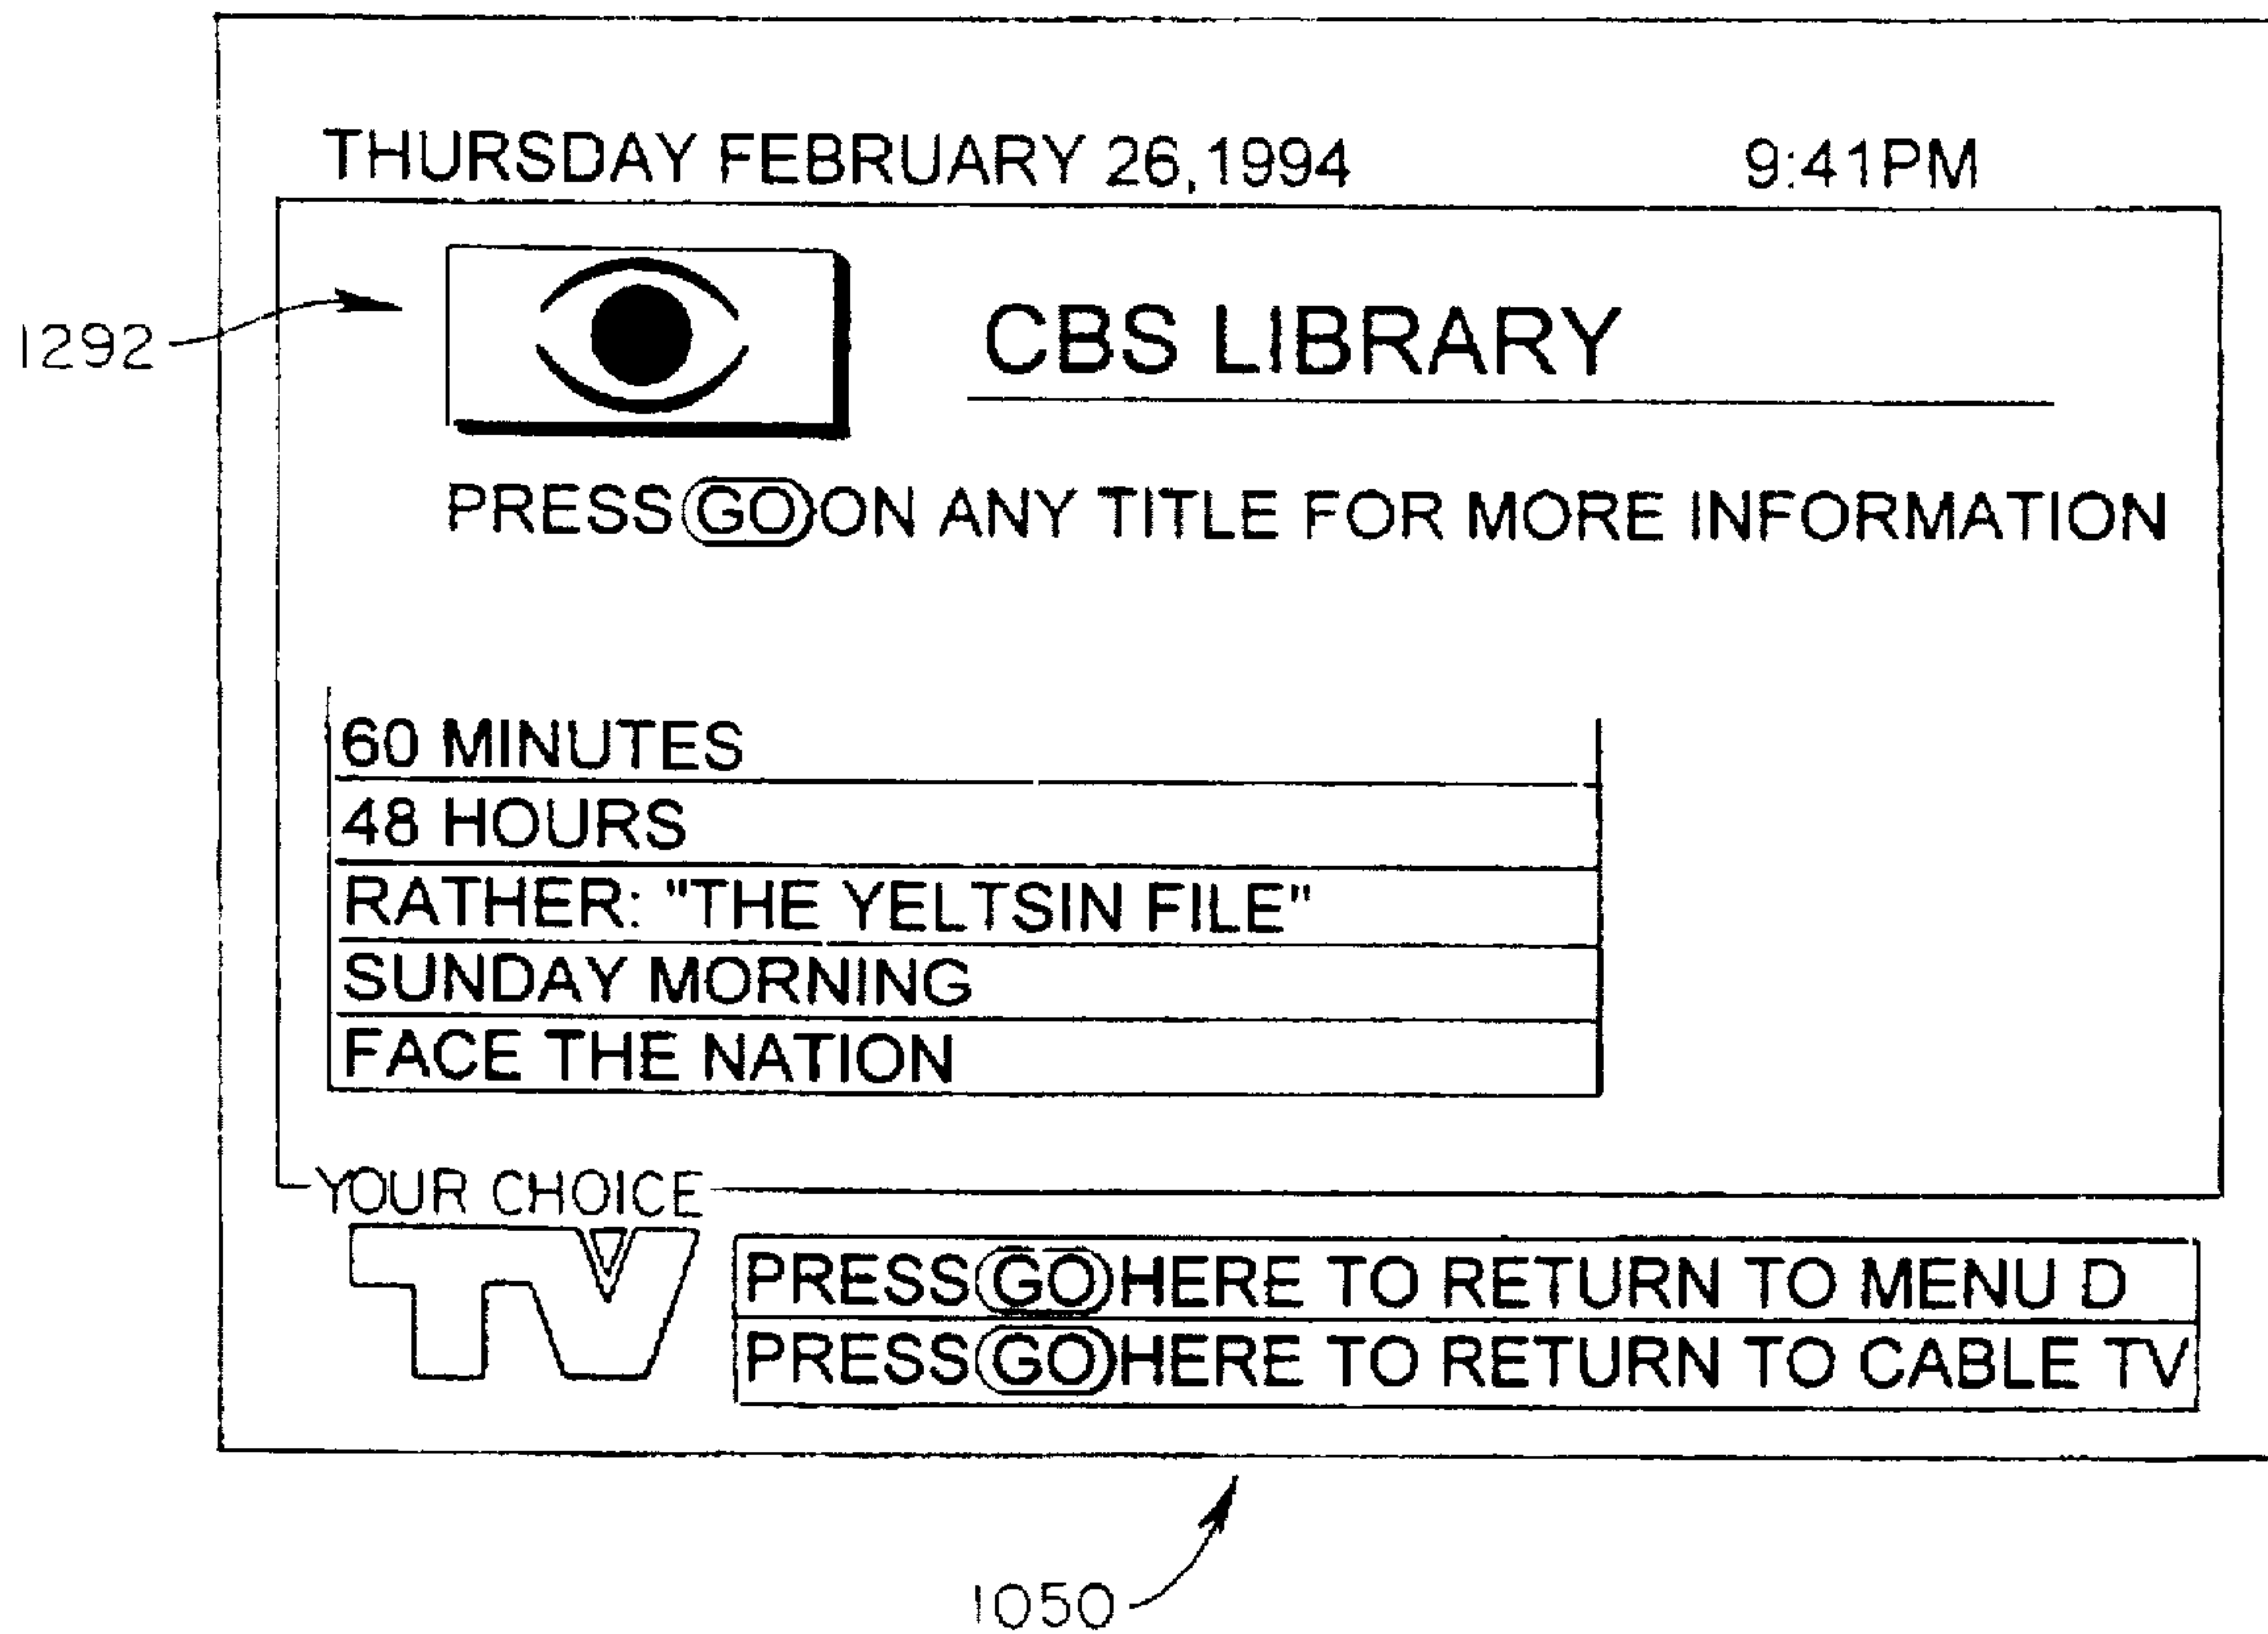 THURSDAY FEBRUARY 26,1994 9:41PM
1292
CBS LIBRARY
PRESS GO ON ANY TITLE FOR MORE INFORMATION
60 MINUTES
48 HOURS
RATHER: "THE YELTSIN FILE"
SUNDAY MORNING
FACE THE NATION
YOUR CHOICE
TV
PRESS GO HERE TO RETURN TO MENU D
PRESS GO HERE TO RETURN TO CABLE TV
1050